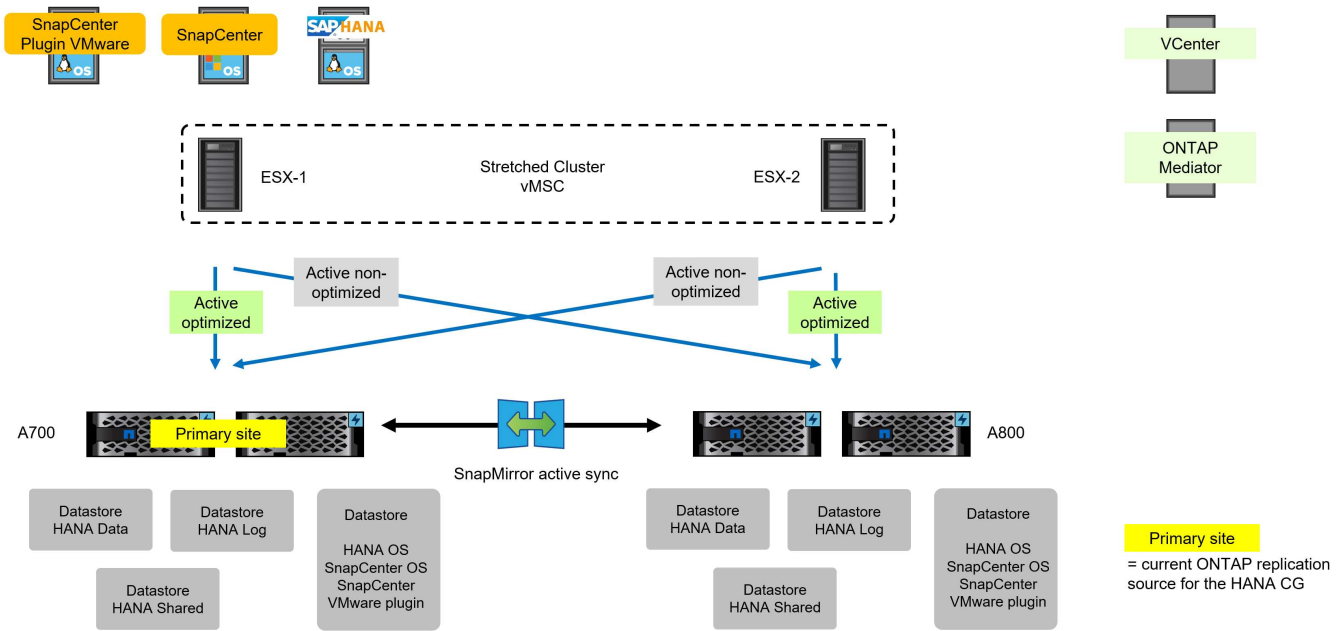 SnapCenter
Plugin VMware
OS
SnapCenter
OS
SAP HANA
OS
VCenter
ONTAP
Mediator
ESX-1
Stretched Cluster
vMSC
ESX-2
Active non-
optimized
Active non-
optimized
Active
optimized
Active
optimized
A700
Primary site
A800
SnapMirror active sync
Datastore
HANA Data
Datastore
HANA Log
Datastore
HANA OS
SnapCenter OS
SnapCenter
VMware plugin
Datastore
HANA Shared
Datastore
HANA Data
Datastore
HANA Log
Datastore
HANA OS
SnapCenter OS
SnapCenter
VMware plugin
Datastore
HANA Shared
Primary site
= current ONTAP replication
source for the HANA CG